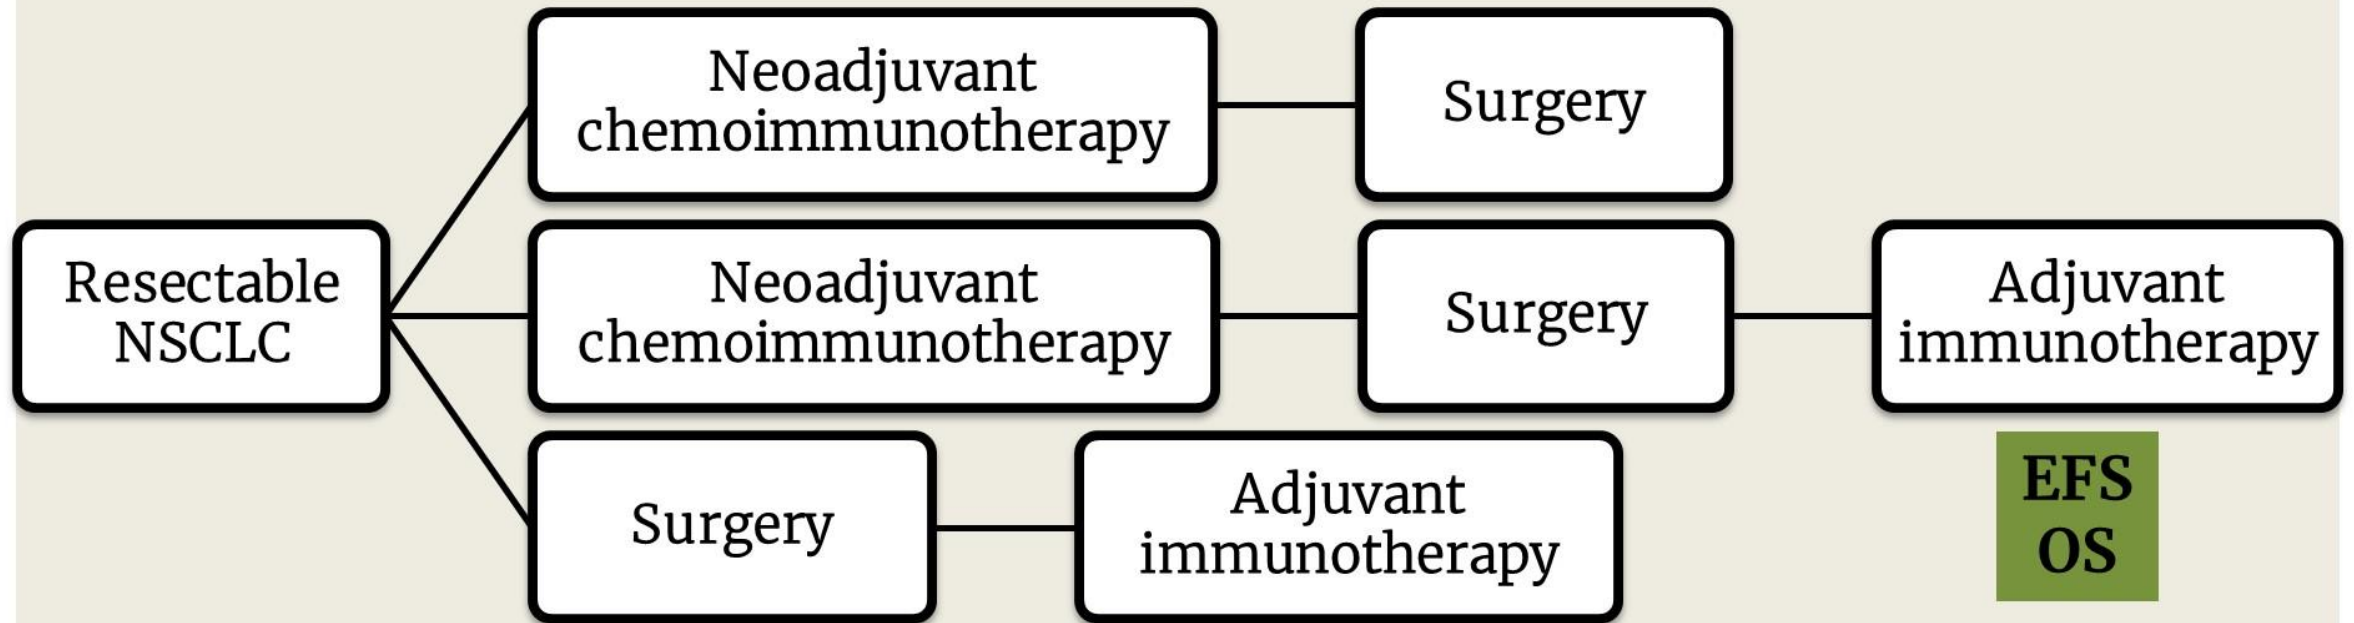 Neoadjuvant
chemoimmunotherapy
Surgery
Resectable
NSCLC
Neoadjuvant
chemoimmunotherapy
Surgery
Adjuvant
immunotherapy
Surgery
Adjuvant
immunotherapy
EFS
OS